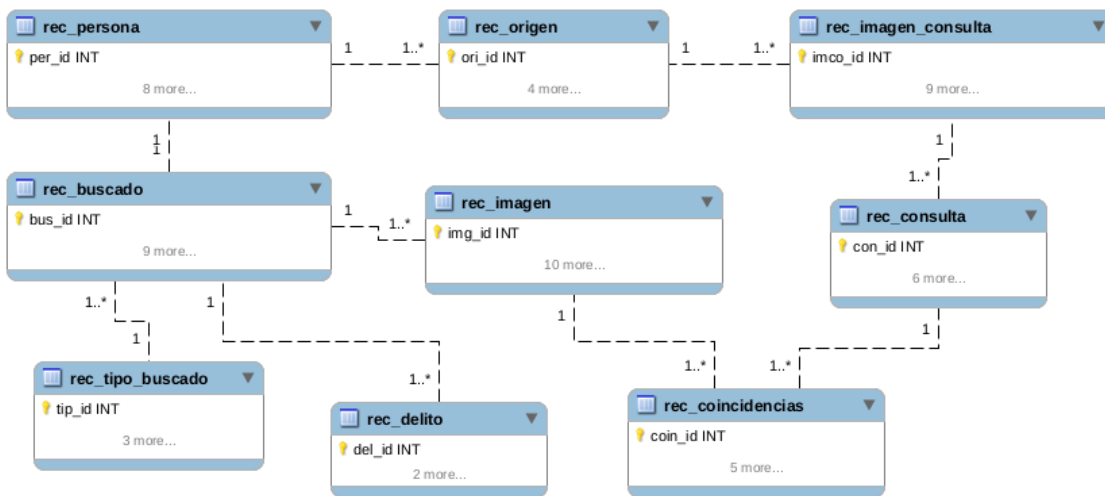 rec_persona
per_id INT
8 more...
1
1..*
rec_origen
ori_id INT
4 more...
1
1..*
rec_imagen_consulta
imco_id INT
9 more...
1
1
rec_buscado
bus_id INT
9 more...
1
1..*
rec_imagen
img_id INT
10 more...
1
1..*
rec_consulta
con_id INT
6 more...
1..*
1
rec_tipo_buscado
tip_id INT
3 more...
1
1..*
rec_delito
del_id INT
2 more...
1
1..*
1
1..*
rec_coincidencias
coin_id INT
5 more...